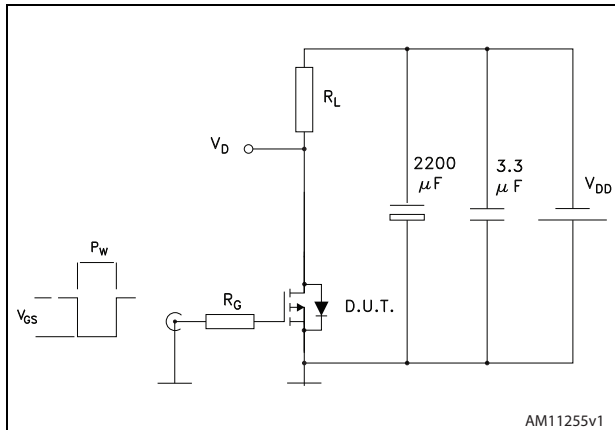 R_L
V_D
2200
μF
3.3
μF
V_DD
P_W
V_GS
R_G
D.U.T.
AM11255v1